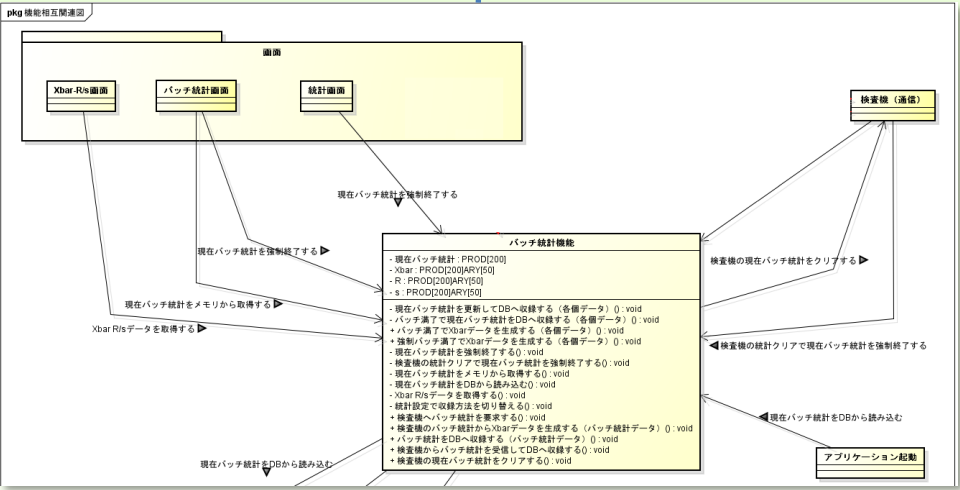 pkg 機能相互関連図
画面
Xbar-R/s画面
バッチ統計画面
統計画面
検査機（通信）
現在バッチ統計を強制終了する
バッチ統計機能
- 現在バッチ統計 : PROD[200]
- Xbar : PROD[200]ARY[50]
- R : PROD[200]ARY[50]
- s : PROD[200]ARY[50]
現在バッチ統計を強制終了する
検査機の現在バッチ統計をクリアする
現在バッチ統計をメモリから取得する
Xbar R/sデータを取得する
- 現在バッチ統計を更新してDBへ収録する（各個データ）() : void
- バッチ満了で現在バッチ統計をDBへ収録する（各個データ）() : void
+ バッチ満了でXbarデータを生成する（各個データ）() : void
+ 強制バッチ満了でXbarデータを生成する（各個データ）() : void
- 現在バッチ統計を強制終了する() : void
- 検査機の統計クリアで現在バッチ統計を強制終了する() : void
- 現在バッチ統計をメモリから取得する() : void
- 現在バッチ統計をDBから読み込む() : void
- Xbar R/sデータを取得する() : void
- 統計設定で収録方法を切り替える() : void
+ 検査機へバッチ統計を要求する() : void
+ 検査機のバッチ統計からXbarデータを生成する（バッチ統計データ）() : void
+ バッチ統計をDBへ収録する（バッチ統計データ）() : void
+ 検査機からバッチ統計を受信してDBへ収録する() : void
+ 検査機の現在バッチ統計をクリアする() : void
検査機の統計クリアで現在バッチ統計を強制終了する
現在バッチ統計をDBから読み込む
アプリケーション起動
現在バッチ統計をDBから読み込む